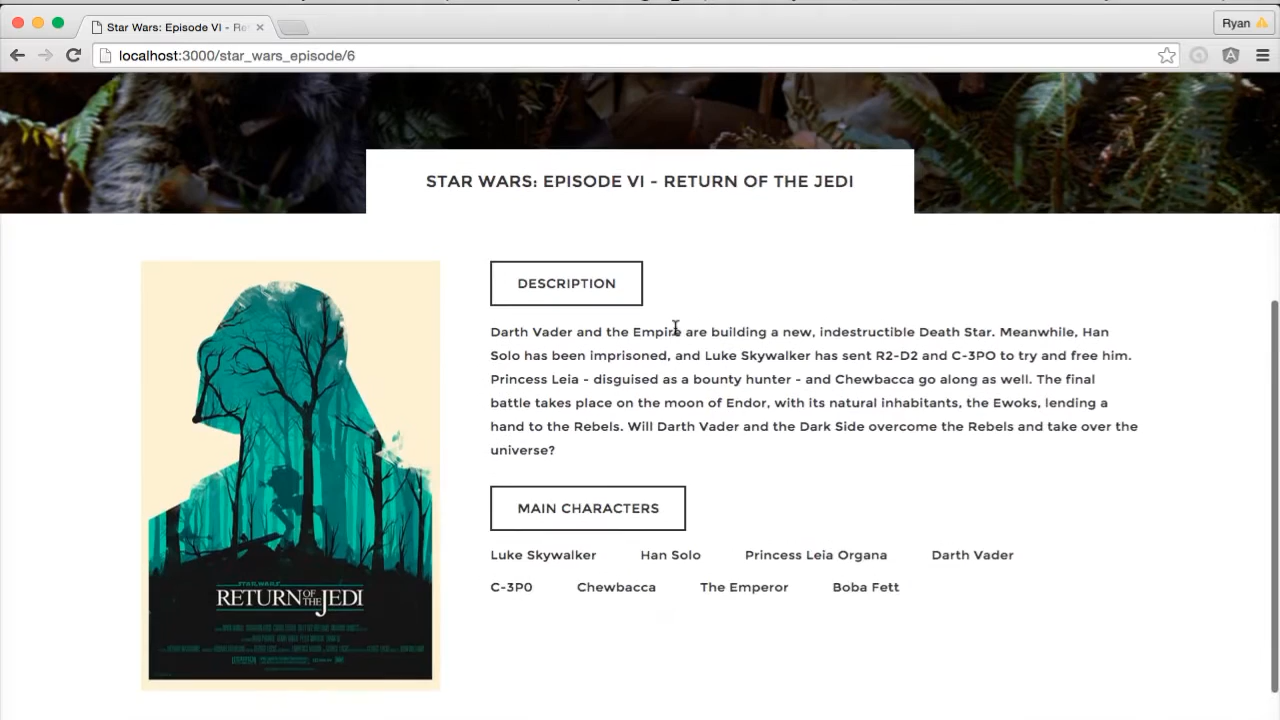 Star Wars: Episode VI - Re
Ryan
localhost:3000/star_wars_episode/6
STAR WARS: EPISODE VI - RETURN OF THE JEDI
DESCRIPTION
Darth Vader and the Empire are building a new, indestructible Death Star. Meanwhile, Han
Solo has been imprisoned, and Luke Skywalker has sent R2-D2 and C-3PO to try and free him.
Princess Leia - disguised as a bounty hunter - and Chewbacca go along as well. The final
battle takes place on the moon of Endor, with its natural inhabitants, the Ewoks, lending a
hand to the Rebels. Will Darth Vader and the Dark Side overcome the Rebels and take over the
universe?
MAIN CHARACTERS
Luke Skywalker Han Solo Princess Leia Organa Darth Vader
C-3P0 Chewbacca The Emperor Boba Fett
STAR WARS
RETURN OF THE JEDI